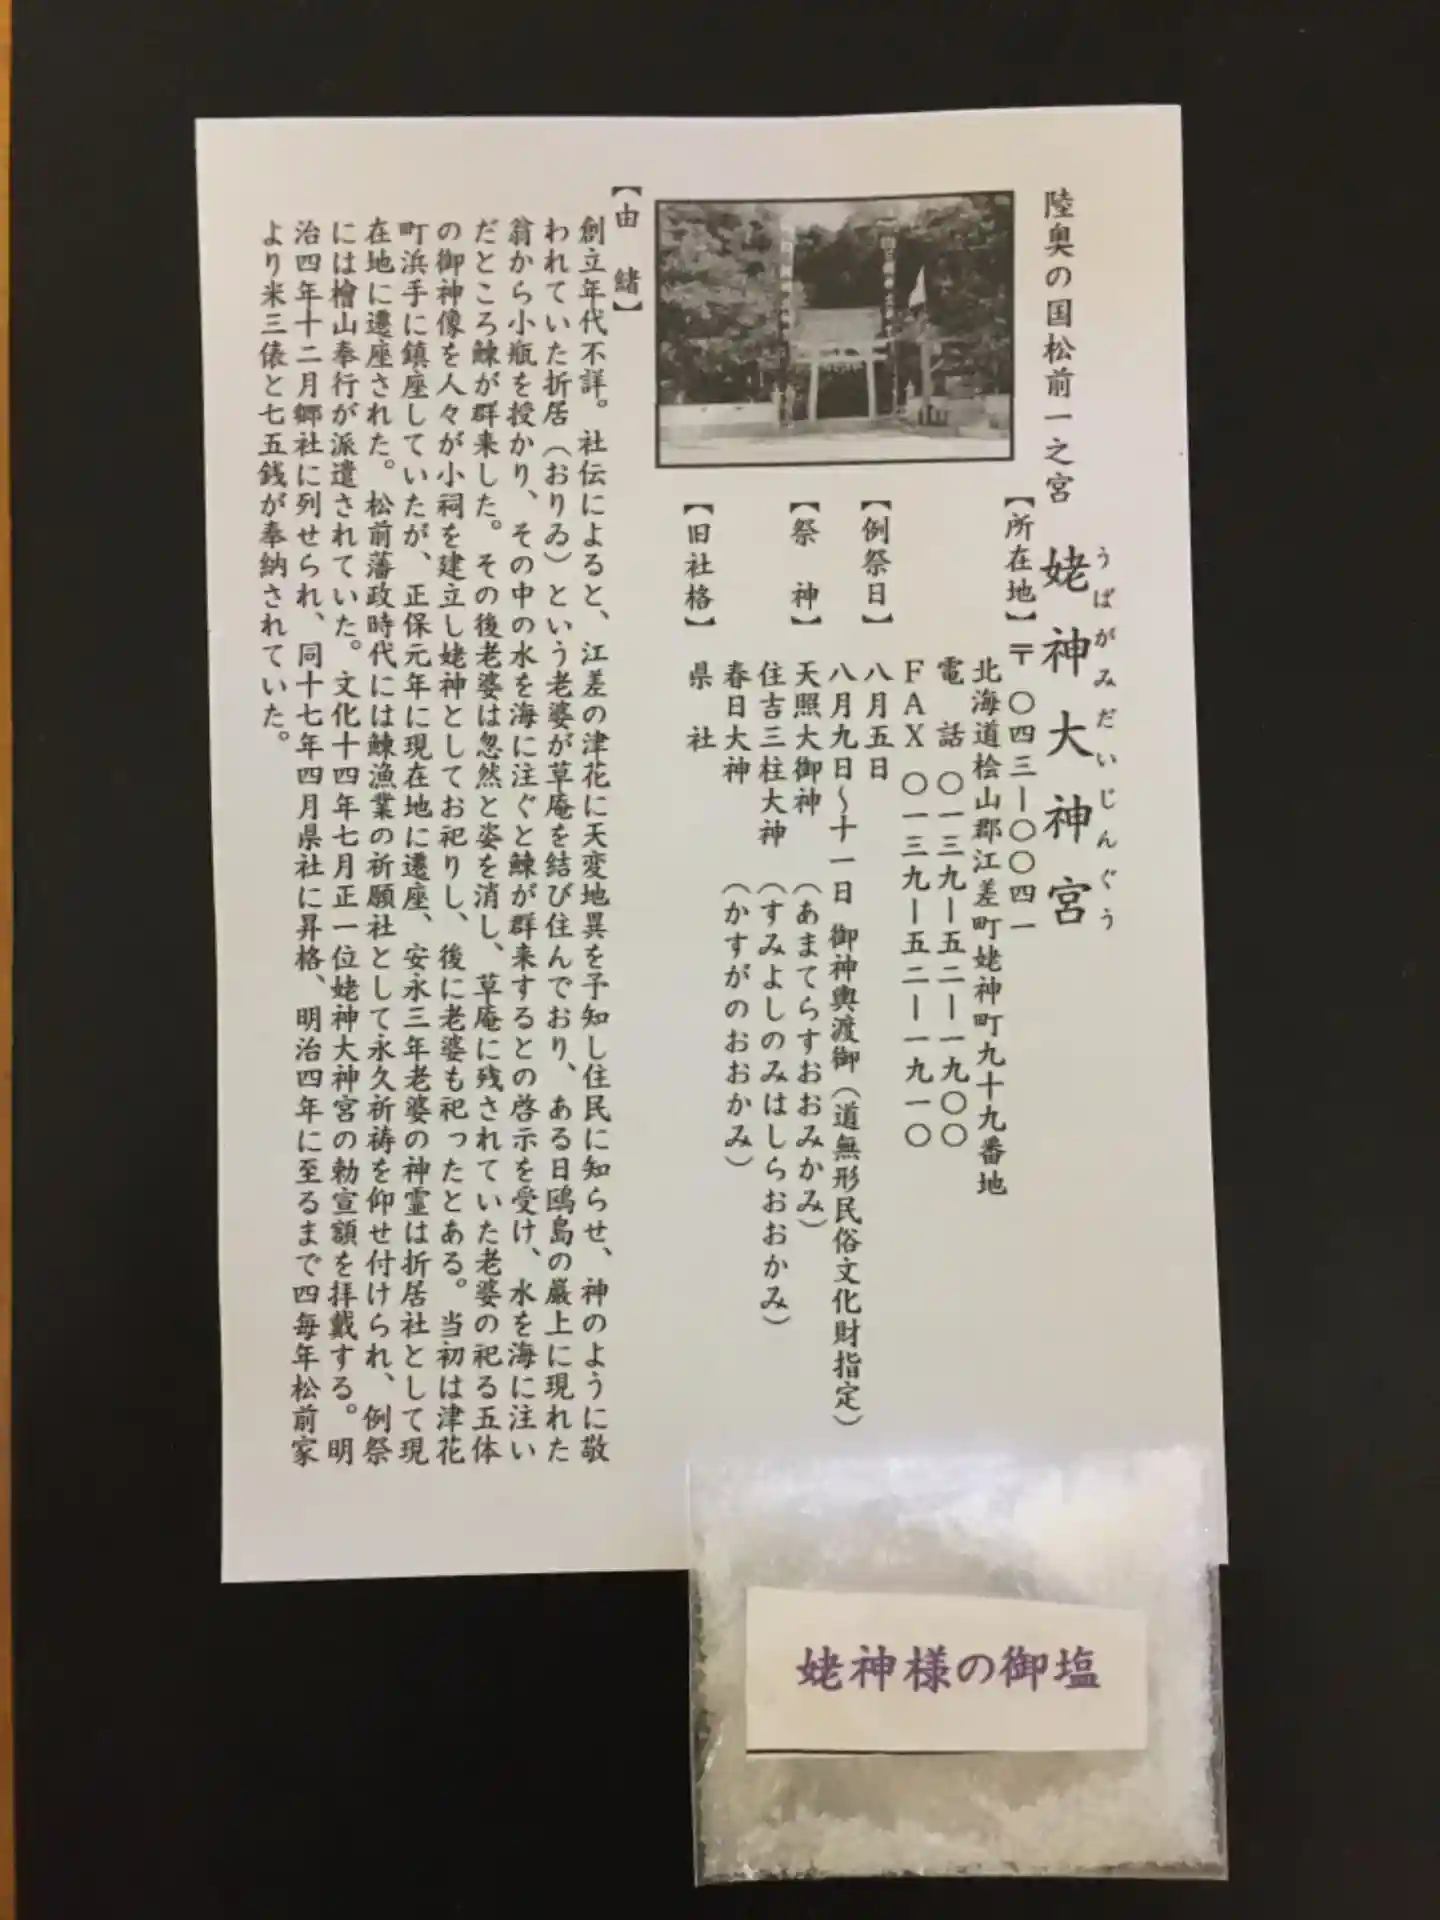 陸奥の国松前一之宮 姥神大神宮
うばがみだいじんぐう
【所在地】〒〇四三ー〇〇四一
北海道桧山郡江差町姥神町九十九番地
電 話 〇一三九ー五二ー一九〇〇
FAX 〇一三九ー五二ー一九一〇
【例祭日】 八月五日
八月九日～十一日 御神輿渡御(道無形民俗文化財指定)
【祭 神】 天照大御神 (あまてらすおおみかみ)
住吉三柱大神 (すみよしのみはしらおおかみ)
春日大神 (かすがのおおかみ)
【旧社格】 県 社
【由 緒】
創立年代不詳。社伝によると、江差の津花に天変地異を予知し住民に知らせ、神のように敬
われていた折居(おりゐ)という老婆が草庵を結び住んでおり、ある日鴎島の巌上に現れた
翁から小瓶を授かり、その中の水を海に注ぐと鰊が群来するとの啓示を受け、水を海に注い
だところ鰊が群来した。その後老婆は忽然と姿を消し、草庵に残されていた老婆の祀る五体
の御神像を人々が小祠を建立し姥神としてお祀りし、後に老婆も祀ったとある。当初は津花
町浜手に鎮座していたが、正保元年に現在地に遷座、安永三年老婆の神霊は折居社として現
在地に遷座された。松前藩政時代には鰊漁業の祈願社として永久祈祷を仰せ付けられ、例祭
には檜山奉行が派遣されていた。文化十四年七月正一位姥神大神宮の勅宣額を拝戴する。明
治四年十二月郷社に列せられ、同十七年四月県社に昇格、明治四年に至るまで四毎年松前家
より米三俵と七五銭が奉納されていた。
姥神様の御塩